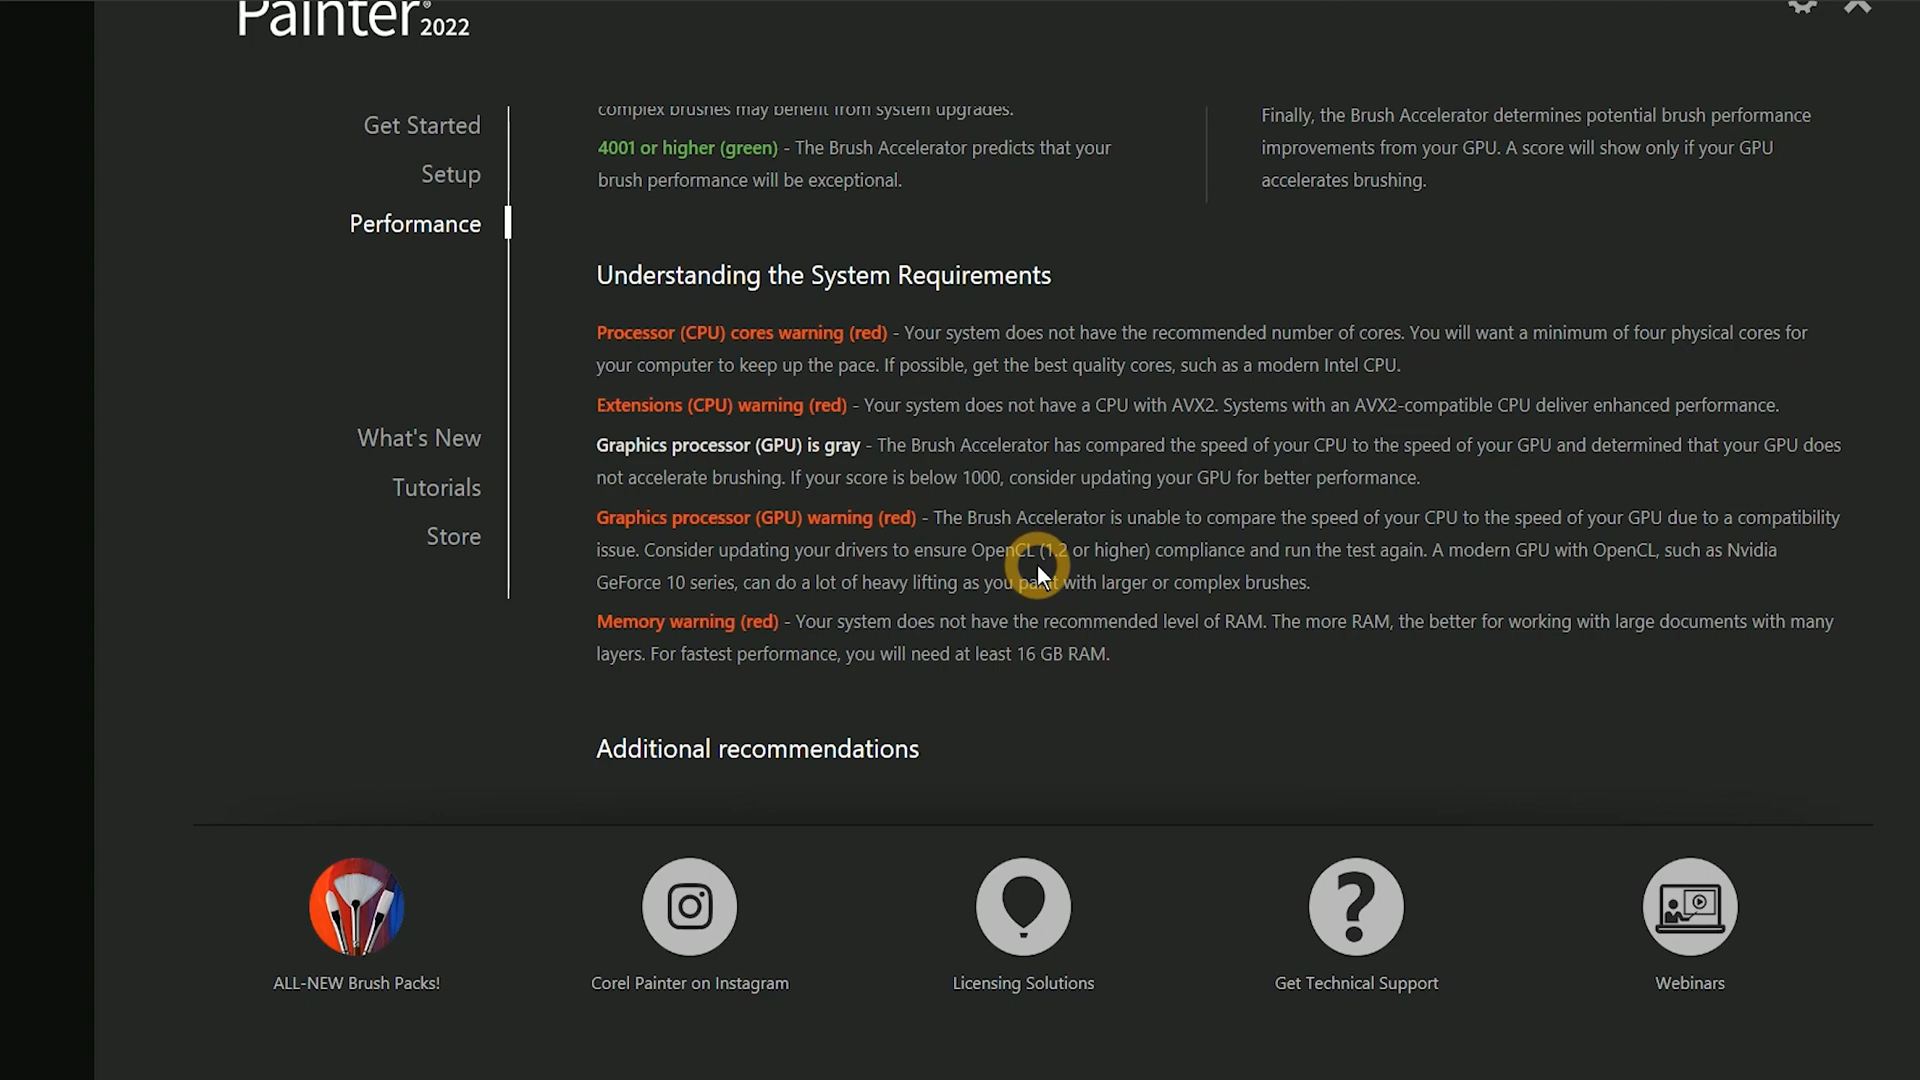 Painter® 2022
Get Started
Setup
Performance
What's New
Tutorials
Store
complex brushes may benefit from system upgrades.
4001 or higher (green) - The Brush Accelerator predicts that your
brush performance will be exceptional.
Finally, the Brush Accelerator determines potential brush performance
improvements from your GPU. A score will show only if your GPU
accelerates brushing.
Understanding the System Requirements
Processor (CPU) cores warning (red) - Your system does not have the recommended number of cores. You will want a minimum of four physical cores for
your computer to keep up the pace. If possible, get the best quality cores, such as a modern Intel CPU.
Extensions (CPU) warning (red) - Your system does not have a CPU with AVX2. Systems with an AVX2-compatible CPU deliver enhanced performance.
Graphics processor (GPU) is gray - The Brush Accelerator has compared the speed of your CPU to the speed of your GPU and determined that your GPU does
not accelerate brushing. If your score is below 1000, consider updating your GPU for better performance.
Graphics processor (GPU) warning (red) - The Brush Accelerator is unable to compare the speed of your CPU to the speed of your GPU due to a compatibility
issue. Consider updating your drivers to ensure OpenCL (1.2 or higher) compliance and run the test again. A modern GPU with OpenCL, such as Nvidia
GeForce 10 series, can do a lot of heavy lifting as you paint with larger or complex brushes.
Memory warning (red) - Your system does not have the recommended level of RAM. The more RAM, the better for working with large documents with many
layers. For fastest performance, you will need at least 16 GB RAM.
Additional recommendations
ALL-NEW Brush Packs!
Corel Painter on Instagram
Licensing Solutions
Get Technical Support
Webinars